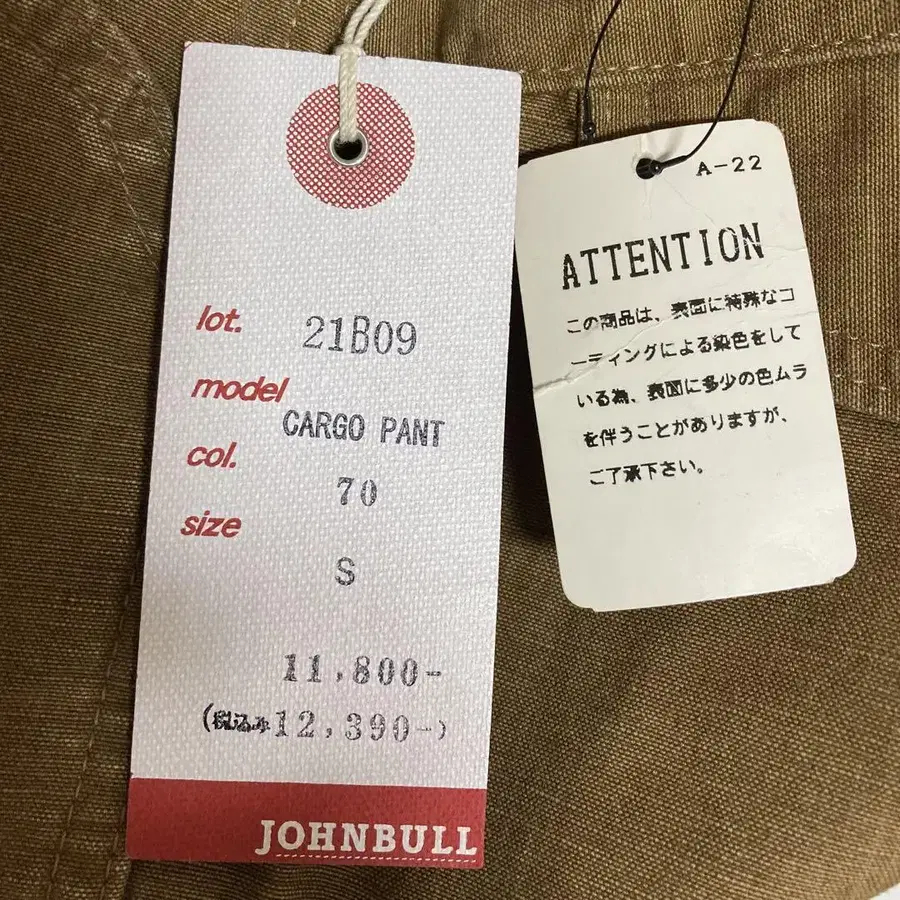 lot. 21B09
model
CARGO PANT
col. 70
size
S
11,800-
(税込み12,390-)
JOHNBULL
A-22
ATTENTION
この商品は、表面に特殊なコ
ーティングによる染色をして
いる為、表面に多少の色ムラ
を伴うことがありますが、
ご了承下さい。